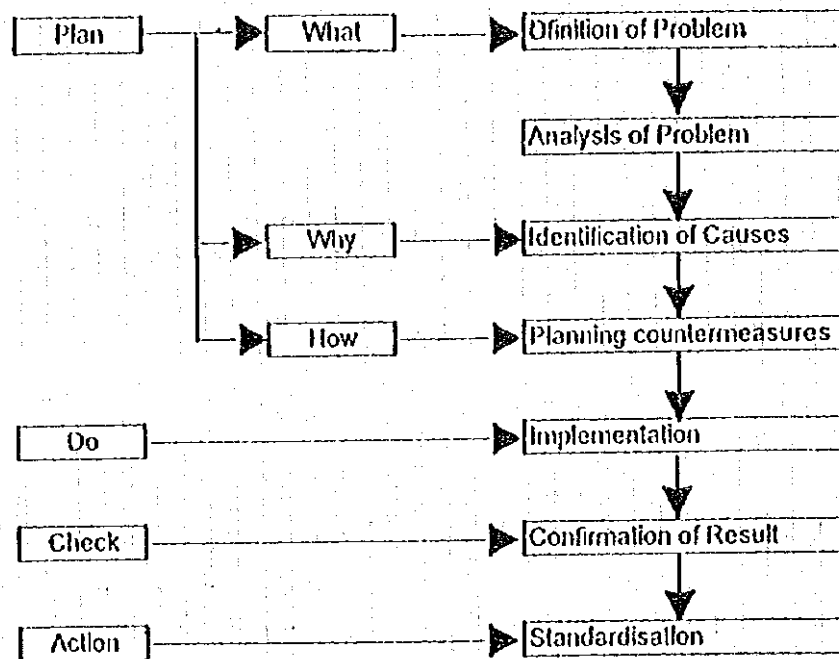 Plan
What
Dfinition of Problem
Analysis of Problem
Why
Identification of Causes
How
Planning countermeasures
Do
Implementation
Check
Confirmation of Result
Action
Standardisation